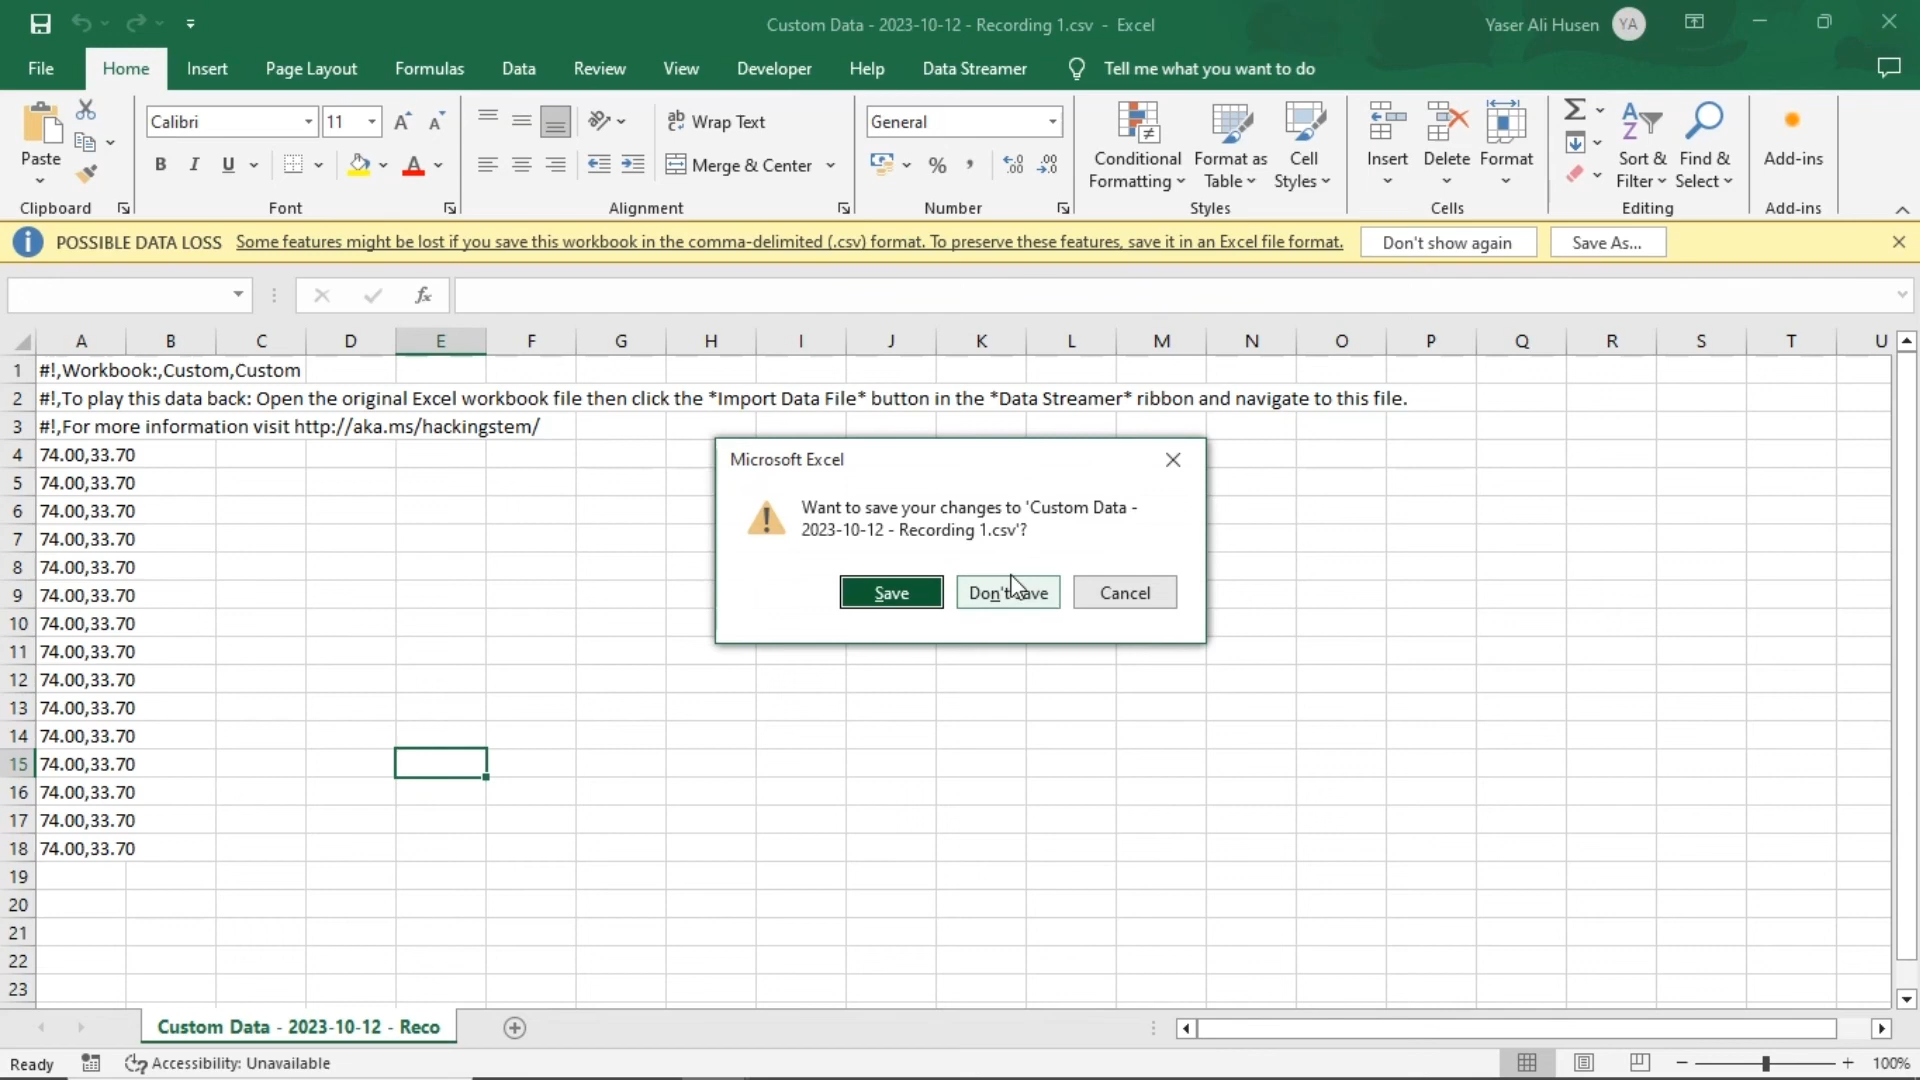 Custom Data - 2023-10-12 - Recording 1.csv - Excel
Yaser Ali Husen
YA
File
Home
Insert
Page Layout
Formulas
Data
Review
View
Developer
Help
Data Streamer
Tell me what you want to do
Paste
Calibri
11
A
A
B
I
U
A
Wrap Text
Merge & Center
General
%
Conditional
Formatting
Format as
Table
Cell
Styles
Insert
Delete
Format
Sort &
Filter
Find &
Select
Add-ins
Clipboard
Font
Alignment
Number
Styles
Cells
Editing
Add-ins
POSSIBLE DATA LOSS Some features might be lost if you save this workbook in the comma-delimited (.csv) format. To preserve these features, save it in an Excel file format.
Don't show again
Save As...
fx
A B C D E F G H I J K L M N O P Q R S T U
1 #!,Workbook:,Custom,Custom
2 #!,To play this data back: Open the original Excel workbook file then click the *Import Data File* button in the *Data Streamer* ribbon and navigate to this file.
3 #!,For more information visit http://aka.ms/hackingstem/
4 74.00,33.70
5 74.00,33.70
6 74.00,33.70
7 74.00,33.70
8 74.00,33.70
9 74.00,33.70
10 74.00,33.70
11 74.00,33.70
12 74.00,33.70
13 74.00,33.70
14 74.00,33.70
15 74.00,33.70
16 74.00,33.70
17 74.00,33.70
18 74.00,33.70
19
20
21
22
23
Microsoft Excel
Want to save your changes to 'Custom Data -
2023-10-12 - Recording 1.csv'?
Save
Don't Save
Cancel
Custom Data - 2023-10-12 - Reco
Ready
Accessibility: Unavailable
100%